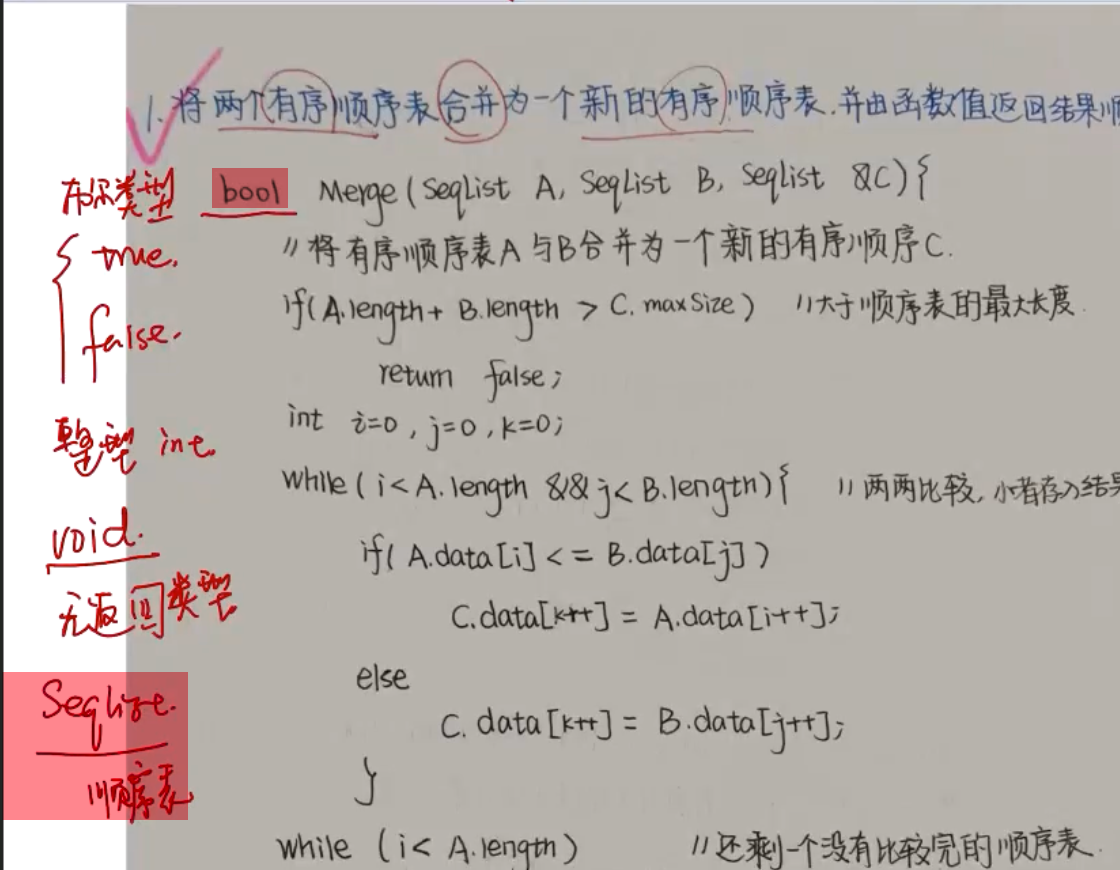 1. 将两个有序顺序表合并为一个新的有序顺序表.并由函数值返回结果顺
布尔类型 bool Merge(SeqList A, SeqList B, SeqList &C){
{ true.
//将有序顺序表A与B合并为一个新的有序顺序C.
false.
if(A.length+ B.length > C.maxSize) //大于顺序表的最大长度.
return false;
int i=0, j=0, k=0;
整型 int.
while(i<A.length && j<B.length){ //两两比较,小者存入结果
void.
if( A.data[i] <= B.data[j])
无返回类型
C.data[k++] = A.data[i++];
else
Seqlist.
C.data[k++] = B.data[j++];
顺序表
}
while (i< A.length) //还剩一个没有比较完的顺序表.